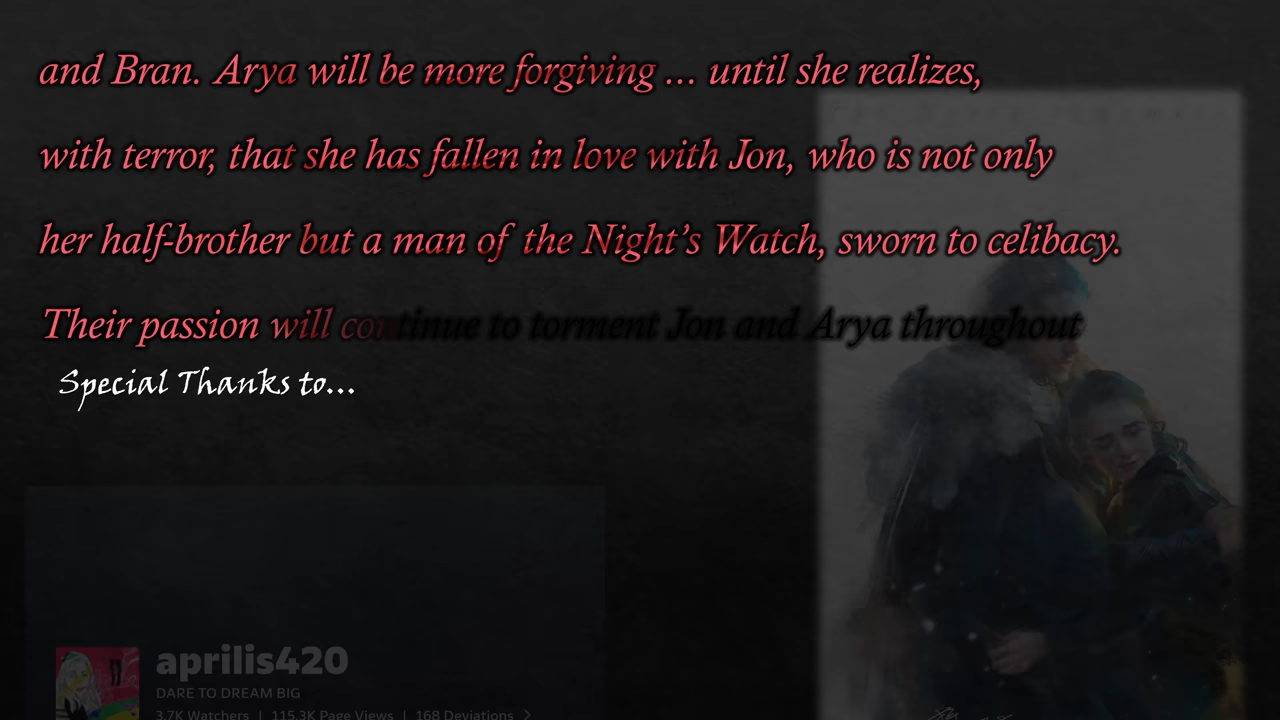 and Bran. Arya will be more forgiving ... until she realizes,
with terror, that she has fallen in love with Jon, who is not only
her half-brother but a man of the Night’s Watch, sworn to celibacy.
Their passion will continue to torment Jon and Arya throughout
Special Thanks to...
aprilis420
DARE TO DREAM BIG
3.7K Watchers | 115.3K Page Views | 168 Deviations >